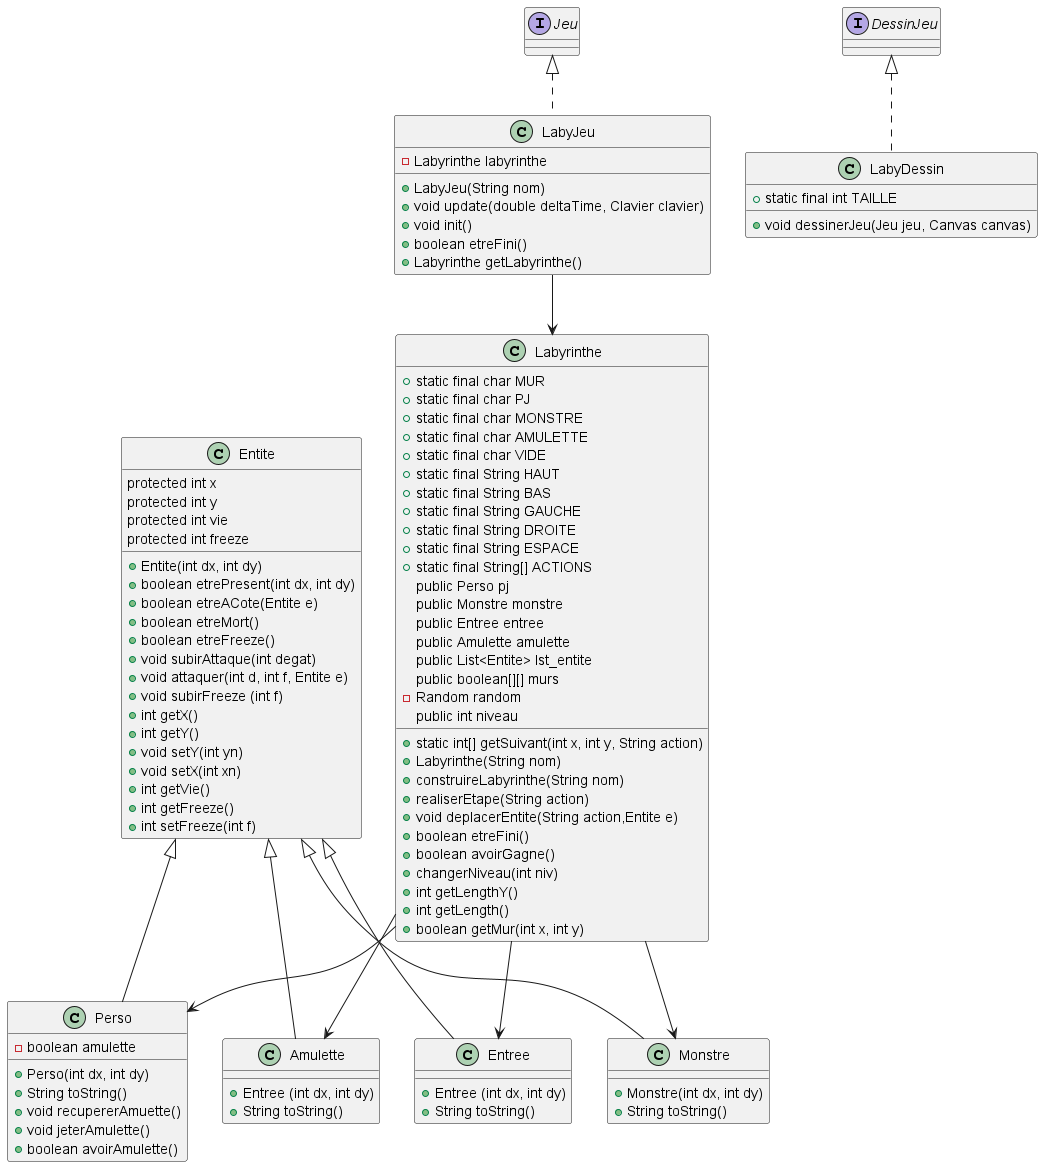 I Jeu
I DessinJeu
C LabyJeu
Labyrinthe labyrinthe
LabyJeu(String nom)
void update(double deltaTime, Clavier clavier)
void init()
boolean etreFini()
Labyrinthe getLabyrinthe()
C LabyDessin
static final int TAILLE
void dessinerJeu(Jeu jeu, Canvas canvas)
C Labyrinthe
static final char MUR
static final char PJ
static final char MONSTRE
static final char AMULETTE
static final char VIDE
static final String HAUT
static final String BAS
static final String GAUCHE
static final String DROITE
static final String ESPACE
static final String[] ACTIONS
public Perso pj
public Monstre monstre
public Entree entree
public Amulette amulette
public List<Entite> lst_entite
public boolean[][] murs
Random random
public int niveau
static int[] getSuivant(int x, int y, String action)
Labyrinthe(String nom)
construireLabyrinthe(String nom)
realiserEtape(String action)
void deplacerEntite(String action,Entite e)
boolean etreFini()
boolean avoirGagne()
changerNiveau(int niv)
int getLengthY()
int getLength()
boolean getMur(int x, int y)
C Entite
protected int x
protected int y
protected int vie
protected int freeze
Entite(int dx, int dy)
boolean etrePresent(int dx, int dy)
boolean etreACote(Entite e)
boolean etreMort()
boolean etreFreeze()
void subirAttaque(int degat)
void attaquer(int d, int f, Entite e)
void subirFreeze (int f)
int getX()
int getY()
void setY(int yn)
void setX(int xn)
int getVie()
int getFreeze()
int setFreeze(int f)
C Perso
boolean amulette
Perso(int dx, int dy)
String toString()
void recupererAmuette()
void jeterAmulette()
boolean avoirAmulette()
C Amulette
Entree (int dx, int dy)
String toString()
C Entree
Entree (int dx, int dy)
String toString()
C Monstre
Monstre(int dx, int dy)
String toString()